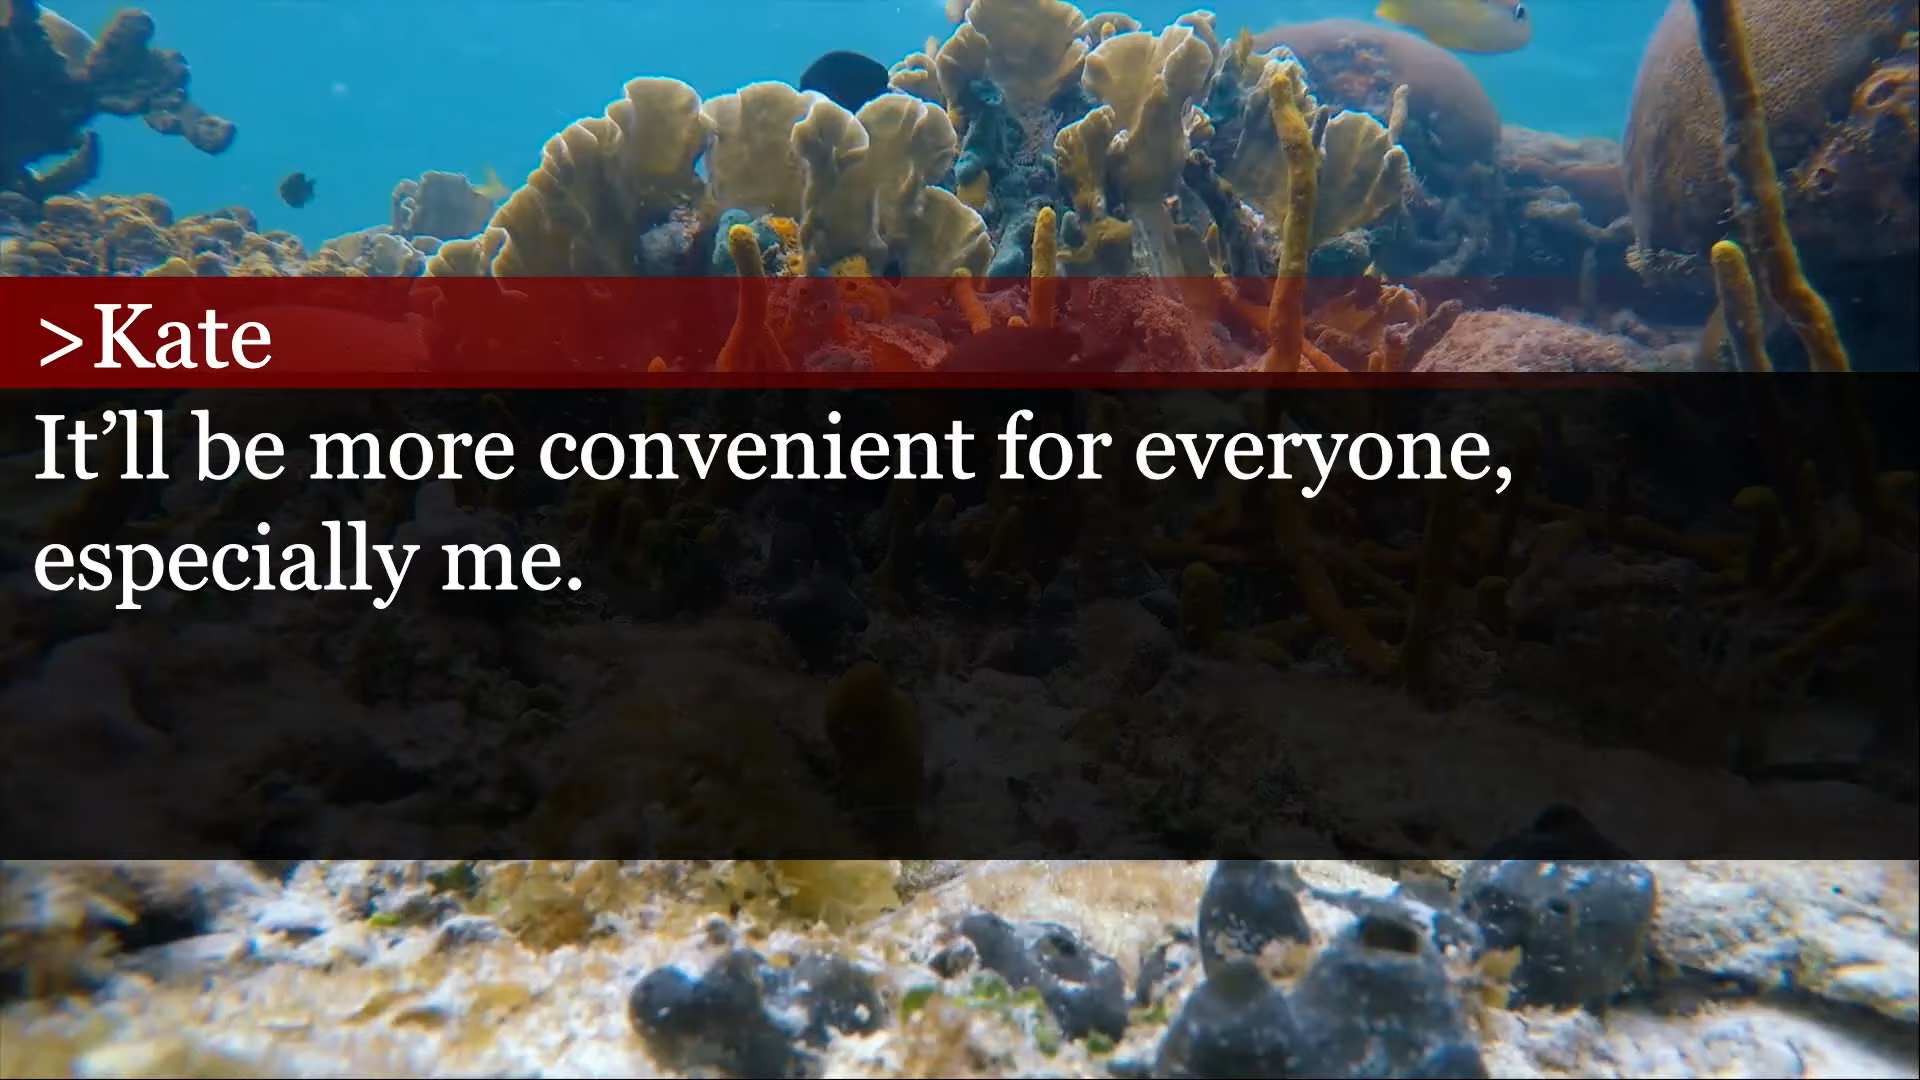 >Kate
It’ll be more convenient for everyone,
especially me.